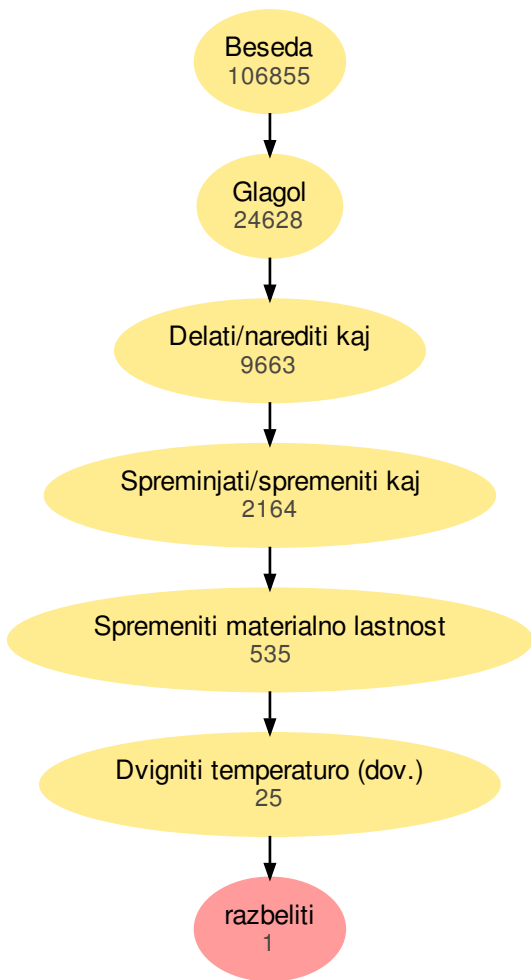 Beseda
106855
Glagol
24628
Delati/narediti kaj
9663
Spreminjati/spremeniti kaj
2164
Spremeniti materialno lastnost
535
Dvigniti temperaturo (dov.)
25
razbeliti
1